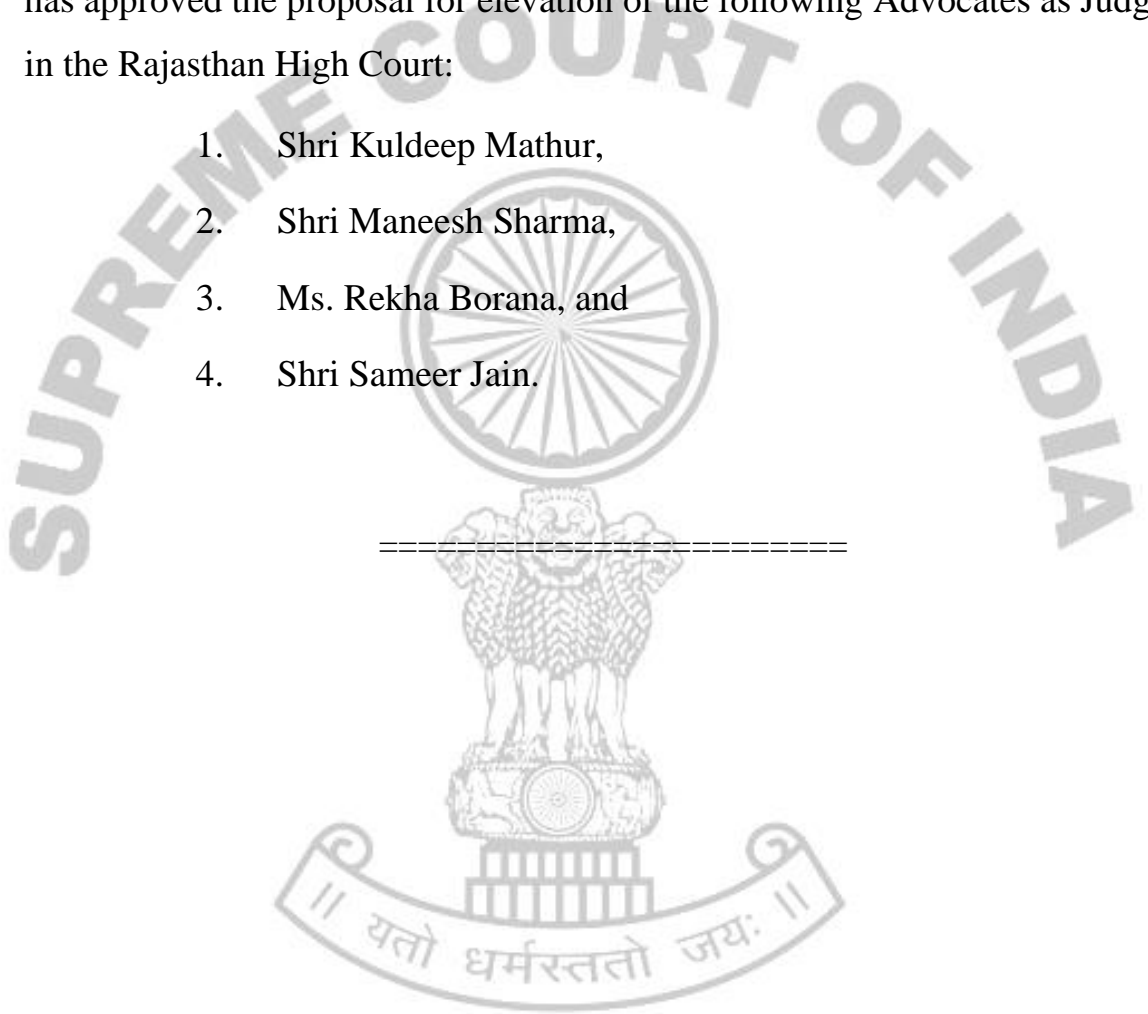 has approved the proposal for elevation of the following Advocates as Judg
in the Rajasthan High Court:
1. Shri Kuldeep Mathur,
2. Shri Maneesh Sharma,
3. Ms. Rekha Borana, and
4. Shri Sameer Jain.
========================
SUPREME COURT OF INDIA
॥ यतो धर्मस्ततो जयः ॥